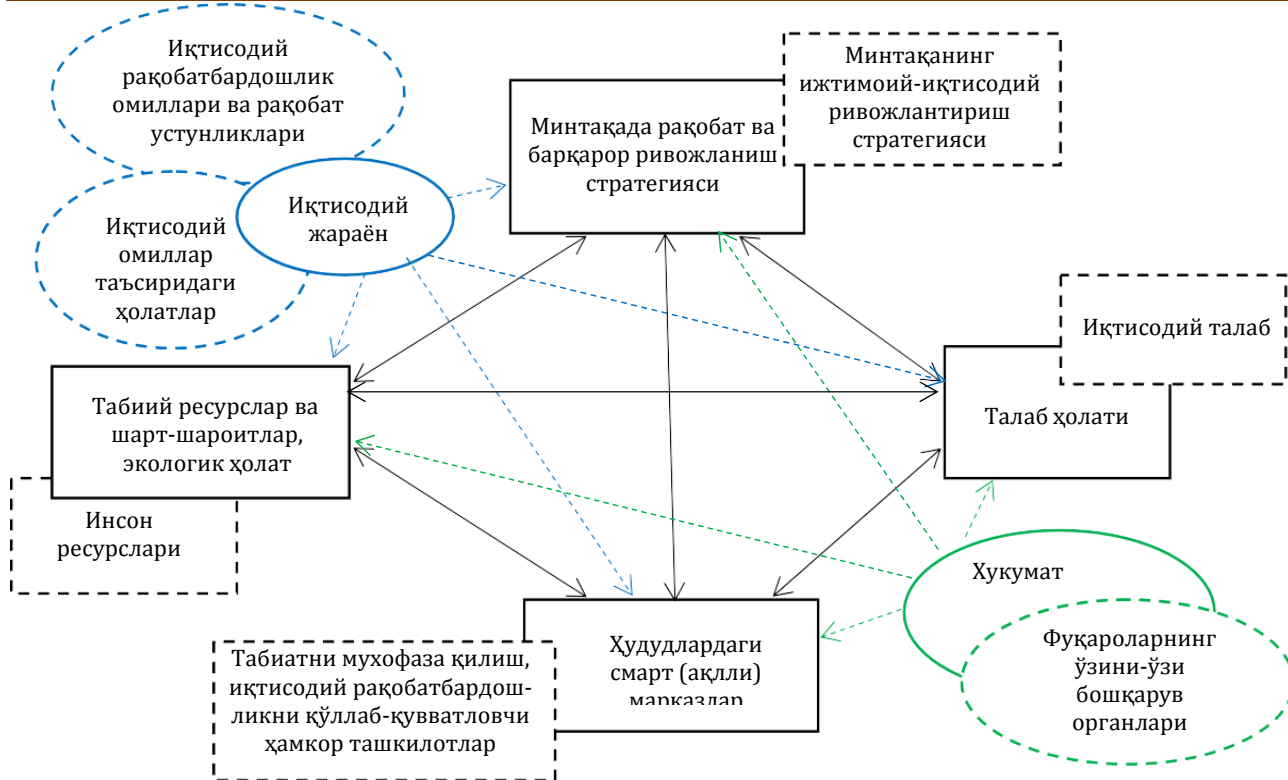 Иқтисодий
рақобатбардошлик
омиллари ва рақобат
устунликлари
Минтақанинг
ижтимоий-иқтисодий
ривожлантириш
стратегияси
Минтақада рақобат ва
барқарор ривожланиш
стратегияси
Иқтисодий
жараён
Иқтисодий
омиллар
таъсиридаги
ҳолатлар
Иқтисодий талаб
Талаб ҳолати
Табиий ресурслар ва
шарт-шароитлар,
экологик ҳолат
Инсон
ресурслари
Хукумат
Фуқароларнинг
ўзини-ўзи
бошқарув
органлари
Ҳудудлардаги
смарт (ақлли)
марказлар
Табиатни мухофаза қилиш,
иқтисодий рақобатбардош-
ликни қўллаб-қувватловчи
ҳамкор ташкилотлар